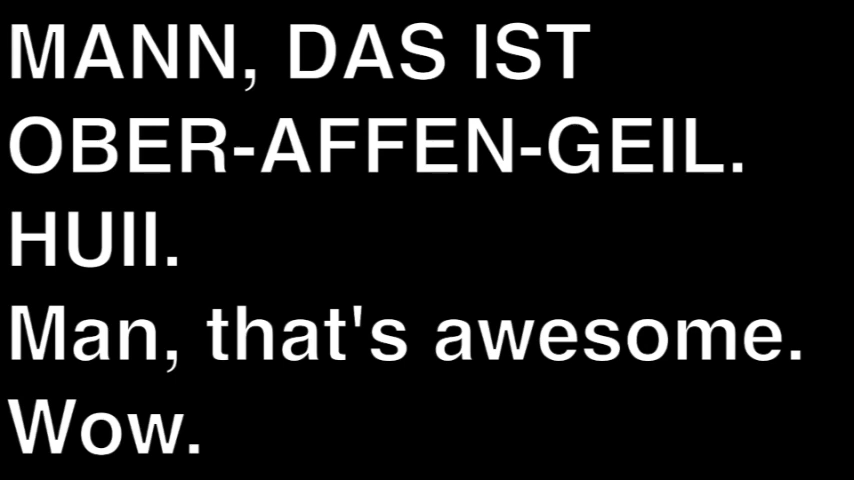 MANN, DAS IST
OBER-AFFEN-GEIL.
HUII.
Man, that's awesome.
Wow.